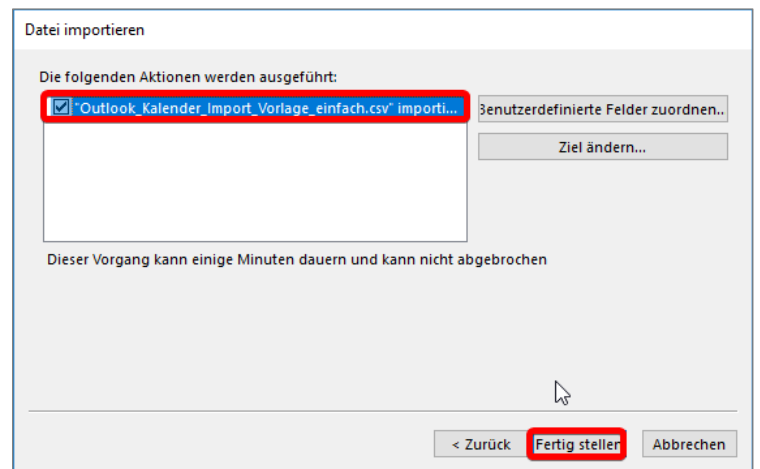 Datei importieren
Die folgenden Aktionen werden ausgeführt:
"Outlook_Kalender_Import_Vorlage_einfach.csv" importi...
Benutzerdefinierte Felder zuordnen..
Ziel ändern...
Dieser Vorgang kann einige Minuten dauern und kann nicht abgebrochen
< Zurück Fertig stellen Abbrechen